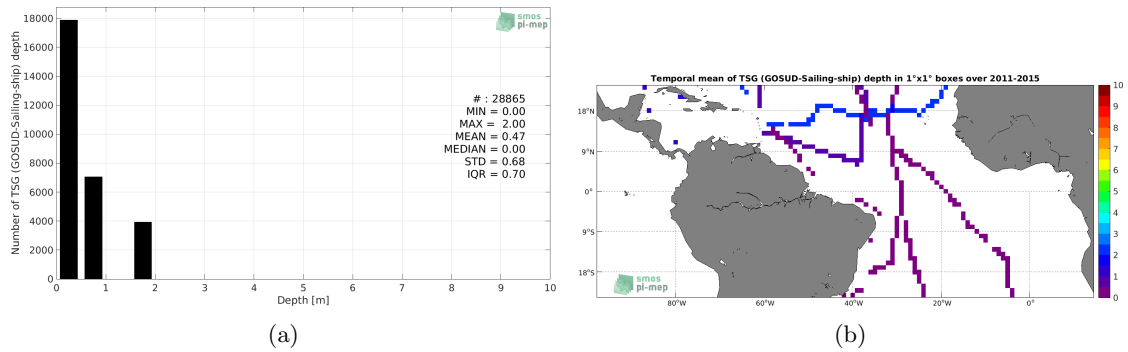 18000
16000
14000
12000
10000
8000
6000
4000
2000
0
Number of TSG (GOSUD-Sailing-ship) depth
smos
pi-mep
# : 28865
MIN = 0.00
MAX = 2.00
MEAN = 0.47
MEDIAN = 0.00
STD = 0.68
IQR = 0.70
0 1 2 3 4 5 6 7 8 9 10
Depth [m]
(a)
Temporal mean of TSG (GOSUD-Sailing-ship) depth in 1°x1° boxes over 2011-2015
18°N
9°N
0°
9°S
18°S
80°W 60°W 40°W 20°W 0°
smos
pi-mep
10
9
8
7
6
5
4
3
2
1
0
(b)